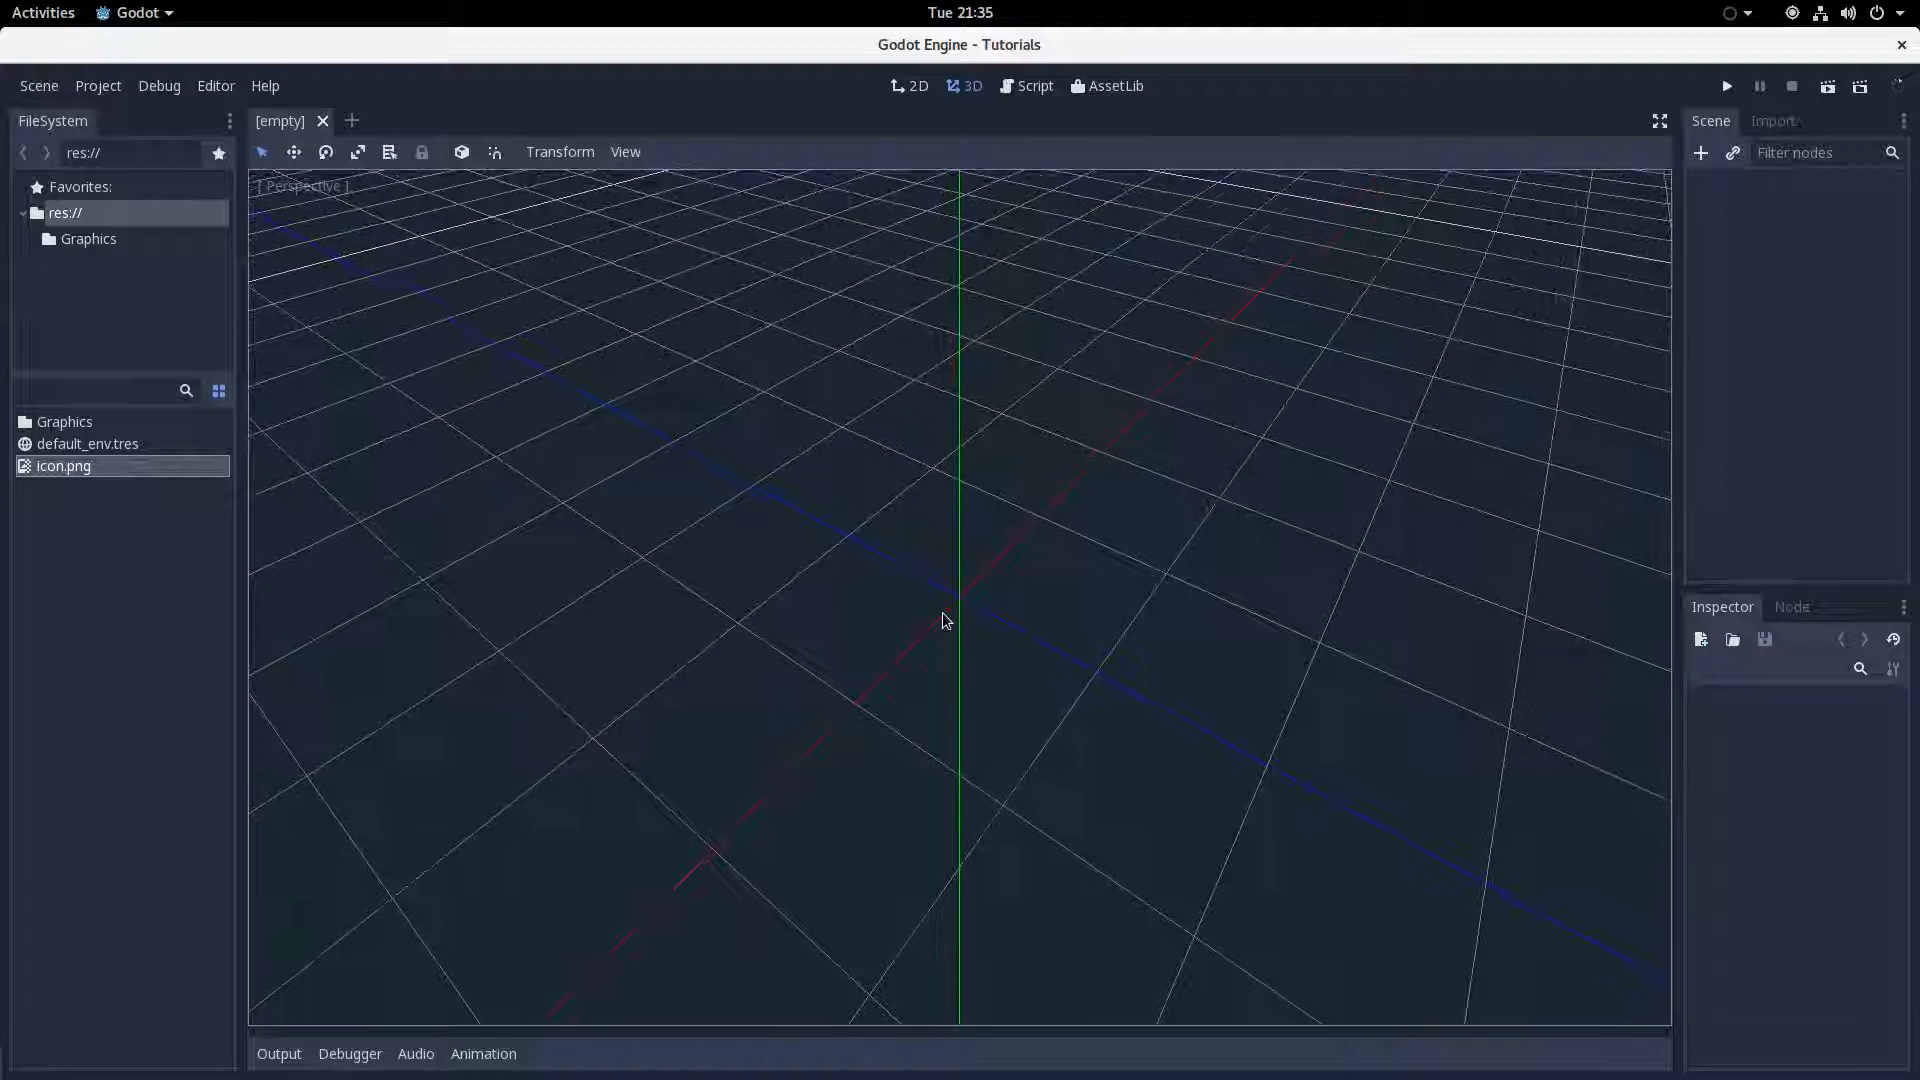 Activities Godot Tue 21:35
Godot Engine - Tutorials
Scene Project Debug Editor Help 2D 3D Script AssetLib
FileSystem [empty] Scene Import
res:// Transform View Filter nodes
[ Perspective ]
Favorites:
res://
Graphics
Graphics
default_env.tres
icon.png
Inspector Node
Output Debugger Audio Animation